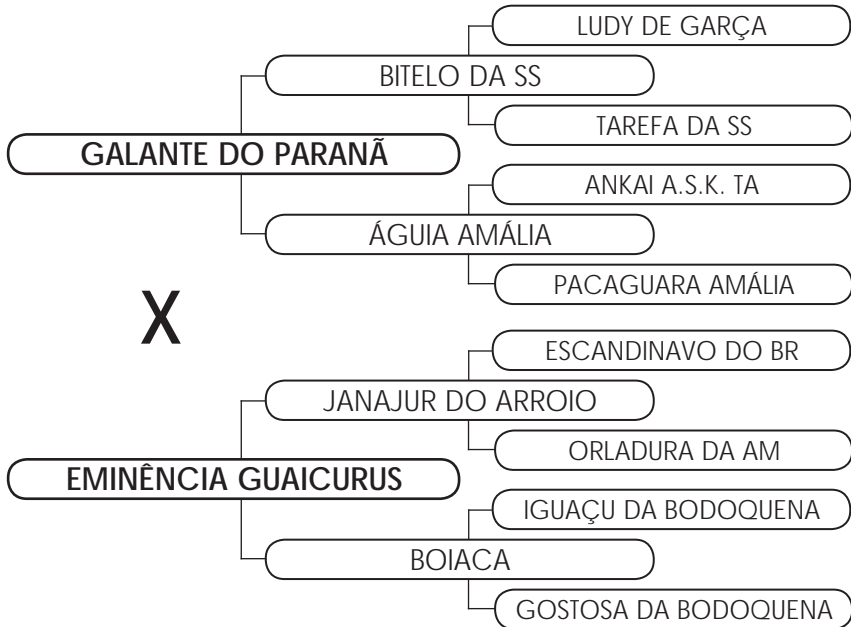 LUDY DE GARÇA
BITELO DA SS
TAREFA DA SS
GALANTE DO PARANÃ
ANKAI A.S.K. TA
ÁGUIA AMÁLIA
PACAGUARA AMÁLIA
X
ESCANDINAVO DO BR
JANAJUR DO ARROIO
ORLADURA DA AM
EMINÊNCIA GUAICURUS
IGUAÇU DA BODOQUENA
BOIACA
GOSTOSA DA BODOQUENA